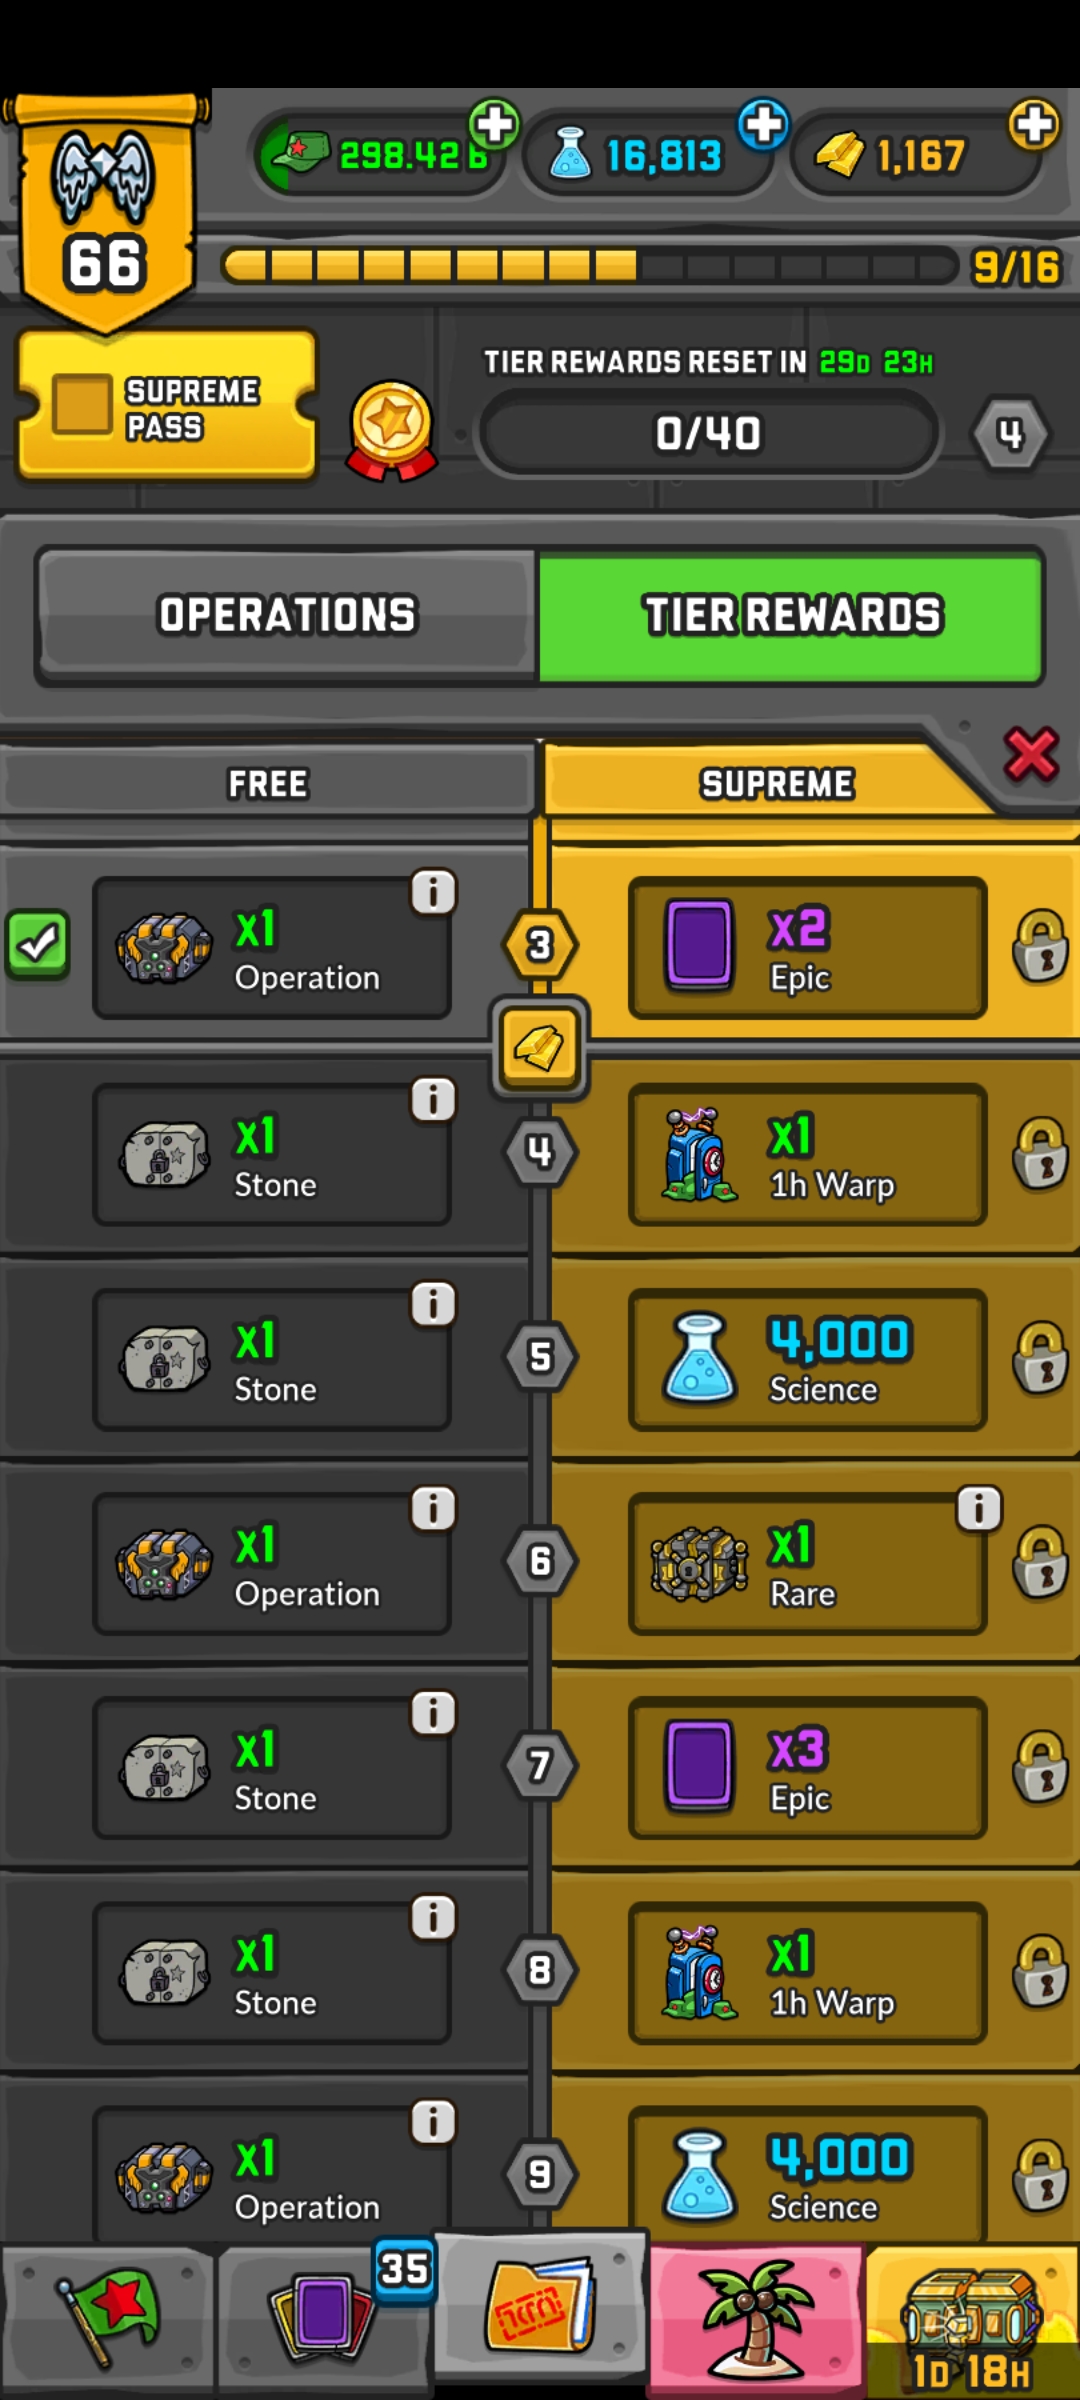 298.42 B
16,813
1,167
66
9/16
SUPREME
PASS
TIER REWARDS RESET IN 29D 23H
0/40
4
OPERATIONS
TIER REWARDS
FREE
SUPREME
X1
Operation
3
X2
Epic
X1
Stone
4
X1
1h Warp
X1
Stone
5
4,000
Science
X1
Operation
6
X1
Rare
X1
Stone
7
X3
Epic
X1
Stone
8
X1
1h Warp
X1
Operation
9
4,000
Science
35
1D 18H